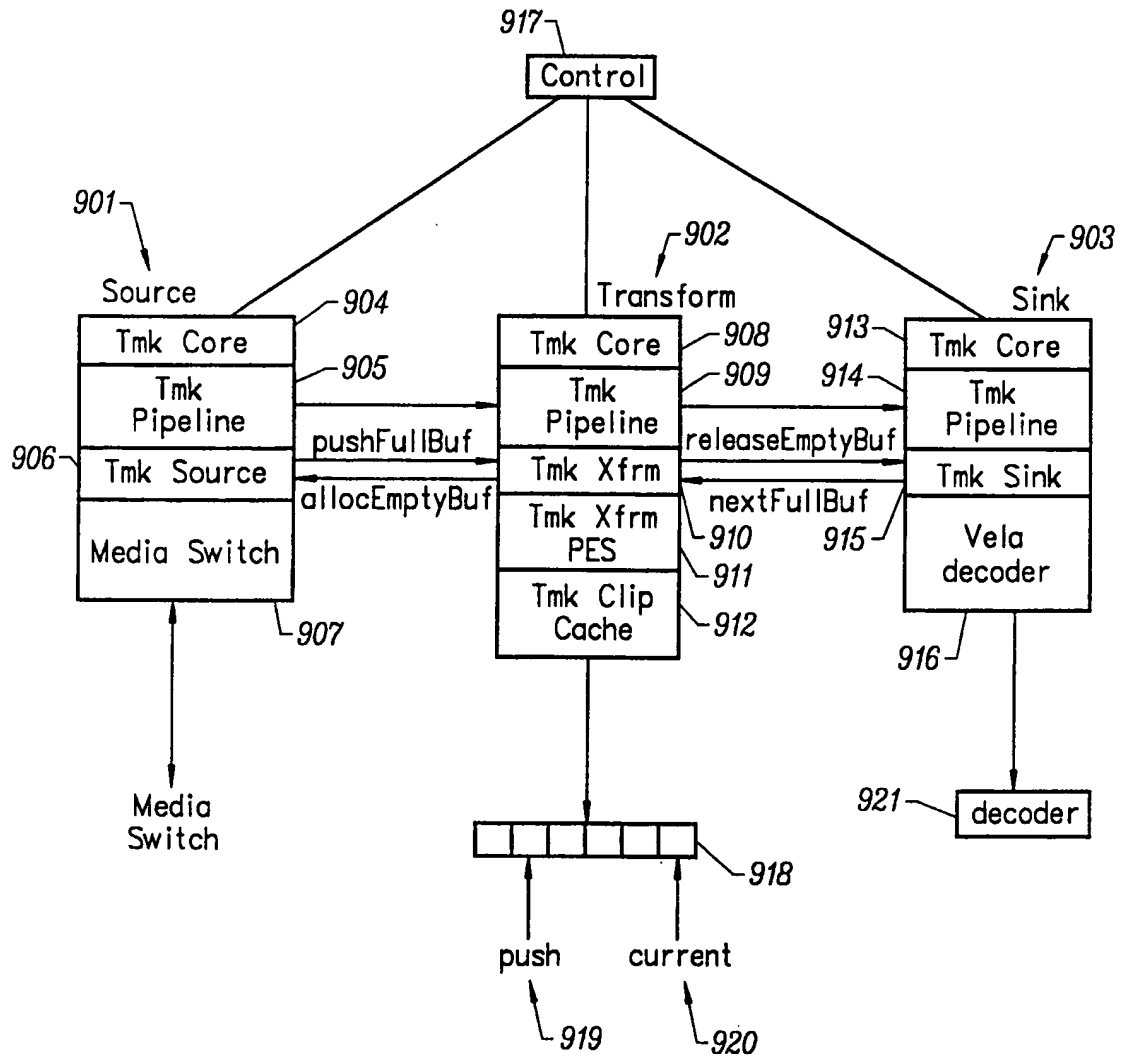 917
Control
901
902
903
Source
Transform
Sink
904
908
913
Tmk Core
Tmk Core
Tmk Core
905
909
914
Tmk
Pipeline
Tmk
Pipeline
Tmk
Pipeline
pushFullBuf
releaseEmptyBuf
906
Tmk Source
Tmk Xfrm
Tmk Sink
allocEmptyBuf
nextFullBuf
910
915
Media Switch
Tmk Xfrm
PES
Vela
decoder
911
907
Tmk Clip
Cache
912
916
Media
Switch
921
decoder
918
push
current
919
920